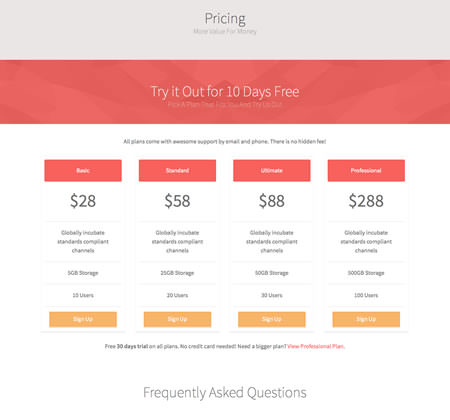 Pricing
More Value For Money
Try it Out for 10 Days Free
Pick A Plan That Fits You And Try Us Out
All plans come with awesome support by email and phone. There is no hidden fee!
Basic Standard Ultimate Professional
$28 $58 $88 $288
Globally incubate Globally incubate Globally incubate Globally incubate
standards compliant standards compliant standards compliant standards compliant
channels channels channels channels
5GB Storage 25GB Storage 50GB Storage 500GB Storage
10 Users 20 Users 30 Users 100 Users
Sign Up Sign Up Sign Up Sign Up
Free 30 days trial on all plans. No credit card needed! Need a bigger plan? View Professional Plan.
Frequently Asked Questions